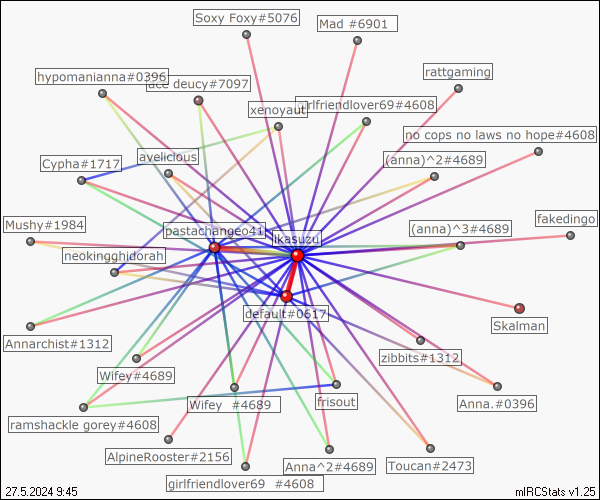 Soxy Foxy#5076
Mad #6901
rattgaming
hypomanianna#0396
ace deucy#7097
girlfriendlover69#4608
xenoyaut
no cops no laws no hope#4608
Cypha#1717
avelicious
(anna)^2#4689
Mushy#1984
pastachangeo41
ikasuzu
(anna)^3#4689
fakedingo
neokingghidorah
default#0617
Skalman
Annarchist#1312
zibbits#1312
Wifey#4689
Wifey #4689
frisout
Anna.#0396
ramshackle gorey#4608
AlpineRooster#2156
Anna^2#4689
Toucan#2473
girlfriendlover69 #4608
27.5.2024 9:45
mIRCStats v1.25